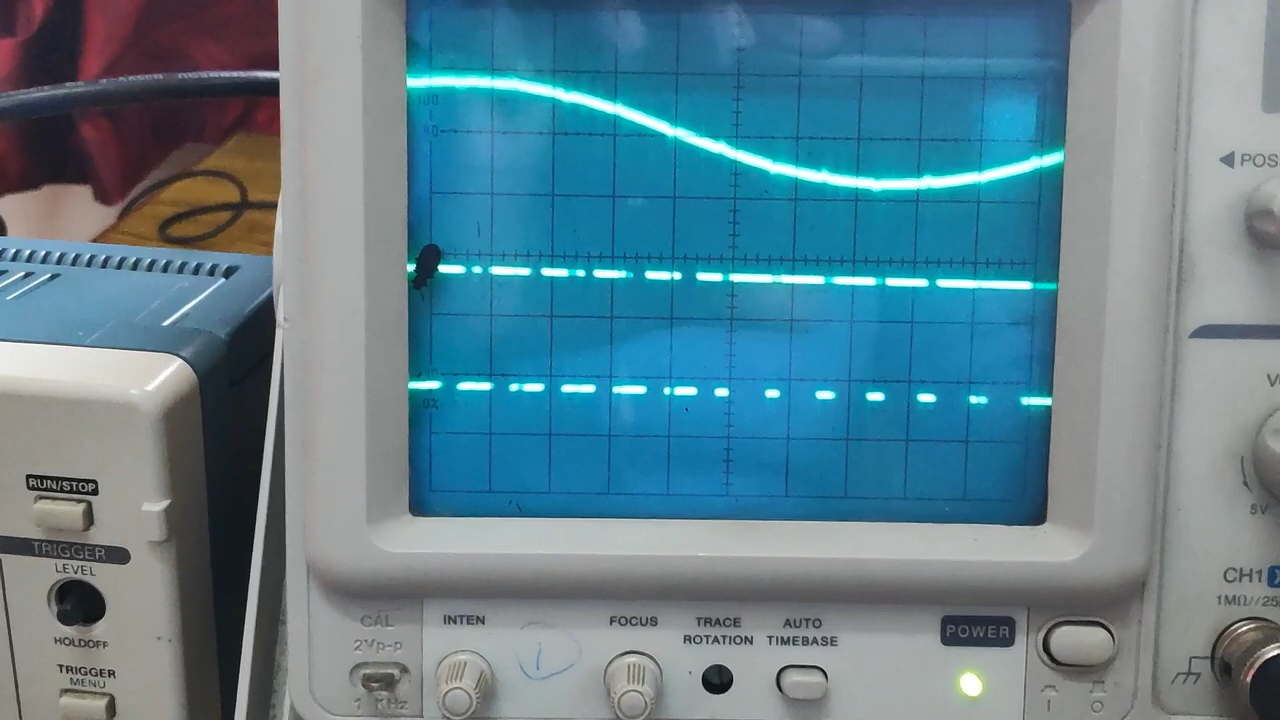 100
90
0%
RUN/STOP
TRIGGER
LEVEL
HOLDOFF
TRIGGER
MENU
CAL
2Vp-p
1 KHz
INTEN
FOCUS
TRACE
ROTATION
AUTO
TIMEBASE
POWER
I
O
◀POS
5V
CH1 X
1MΩ//25